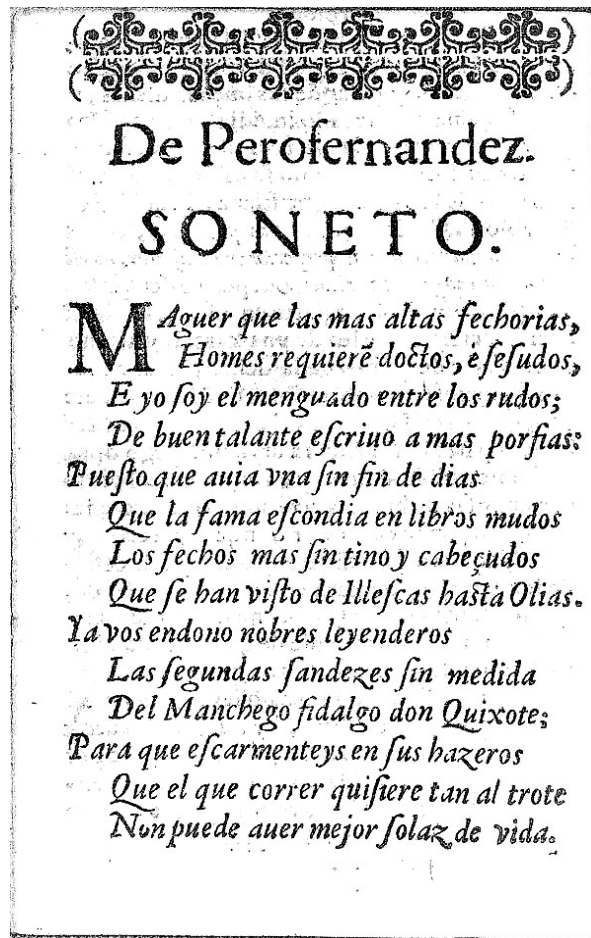 De Perofernandez.
SONETO.
MAguer que las mas altas fechorias,
Homes requierẽ doctos, e ſeſudos,
E yo ſoy el menguado entre los rudos;
De buen talante eſcriuo a mas porfias:
Pueſto que auia vna ſin fin de dias
Que la fama eſcondia en libros mudos
Los fechos mas ſin tino y cabeçudos
Que ſe han viſto de Illeſcas haſta Olias.
Ya vos endono nobres leyenderos
Las ſegundas ſandezes ſin medida
Del Manchego fidalgo don Quixote;
Para que eſcarmenteys en ſus hazeros
Que el que correr quiſiere tan al trote
Non puede auer mejor ſolaz de vida.